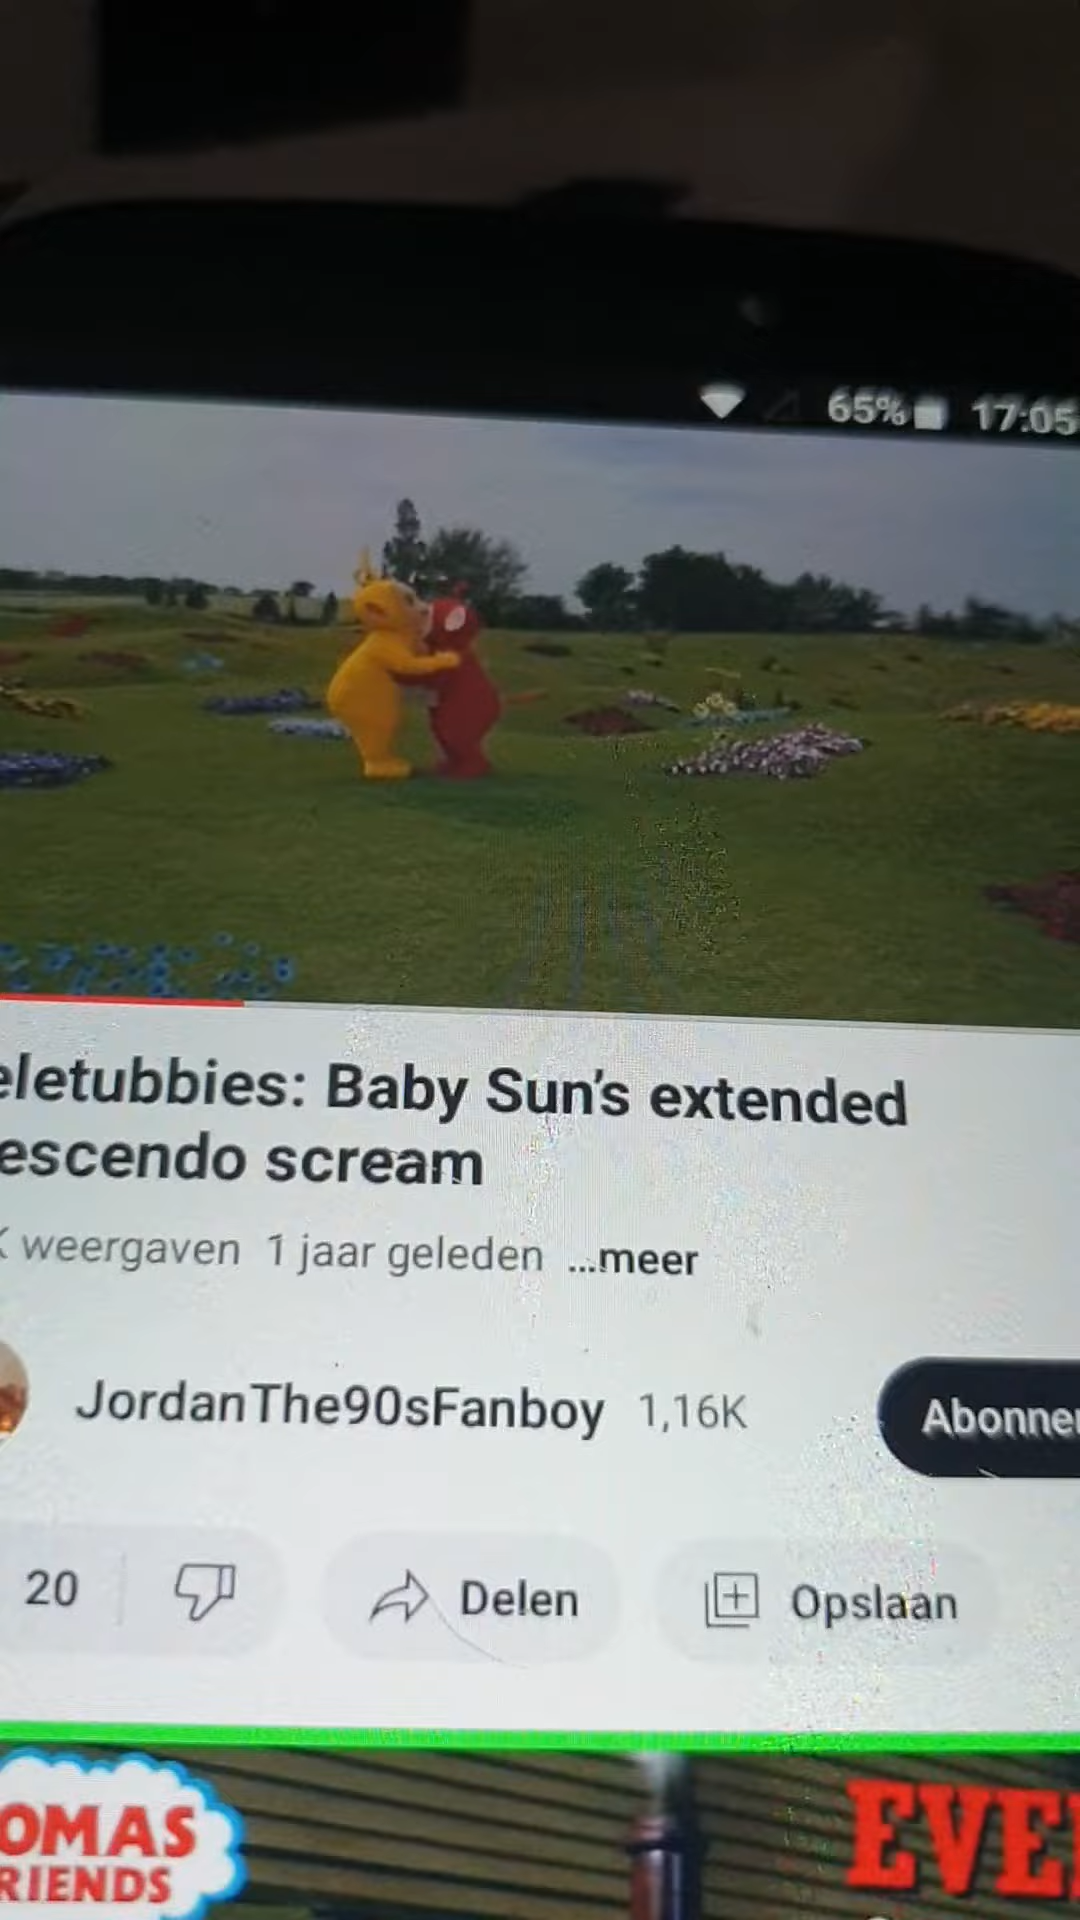 65% 17:05
eletubbies: Baby Sun's extended
escendo scream
K weergaven 1 jaar geleden ...meer
JordanThe90sFanboy 1,16K
Abonner
20
Delen
Opslaan
OMAS
RIENDS
EVE